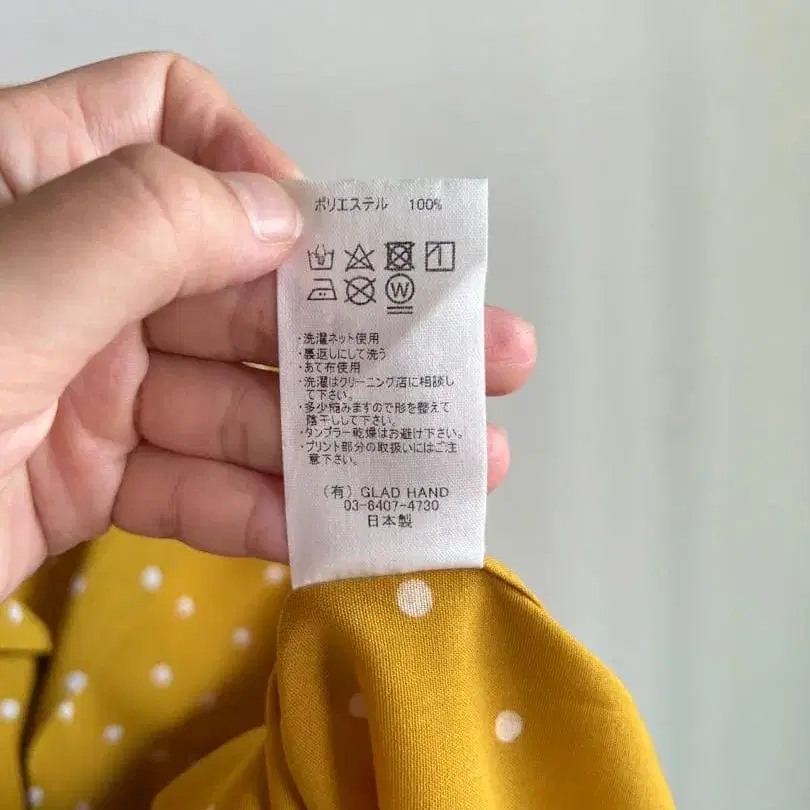 ポリエステル 100%
W
・洗濯ネット使用
・裏返しにして洗う
・あて布使用
・洗濯はクリーニング店に相談し
て下さい。
・多少縮みますので形を整えて
陰干しして下さい。
・タンブラー乾燥はお避け下さい。
・プリント部分の取扱いにはご注
意下さい。
(有) GLAD HAND
03-6407-4730
日本製